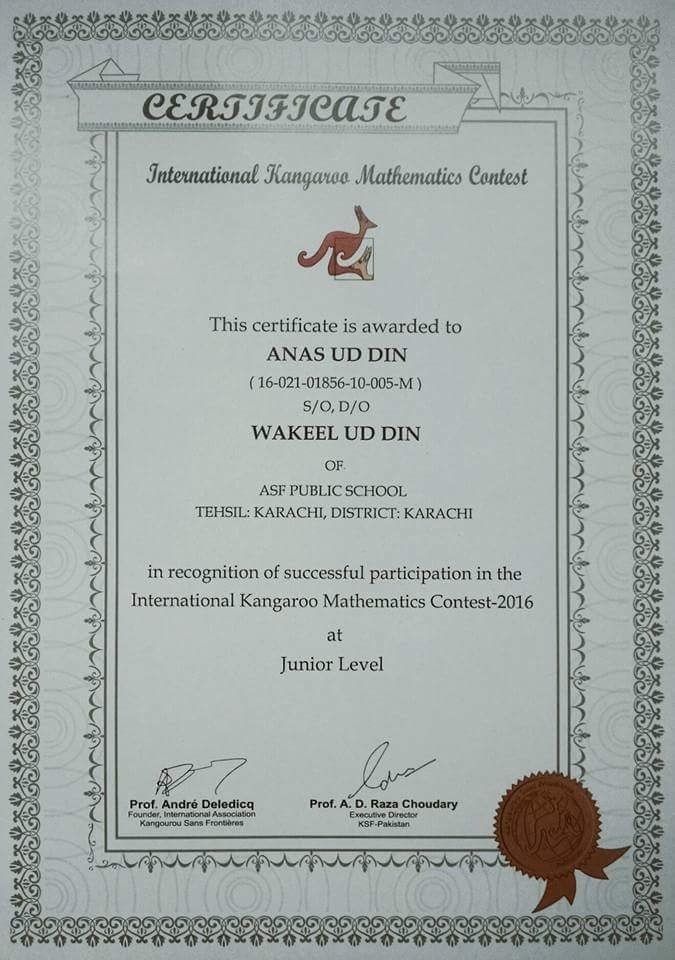 CERTIFICATE
International Kangaroo Mathematics Contest
This certificate is awarded to
ANAS UD DIN
( 16-021-01856-10-005-M )
S/O, D/O
WAKEEL UD DIN
OF
ASF PUBLIC SCHOOL
TEHSIL: KARACHI, DISTRICT: KARACHI
in recognition of successful participation in the
International Kangaroo Mathematics Contest-2016
at
Junior Level
Prof. André Deledicq
Founder, International Association
Kangourou Sans Frontières
Prof. A. D. Raza Choudary
Executive Director
KSF-Pakistan